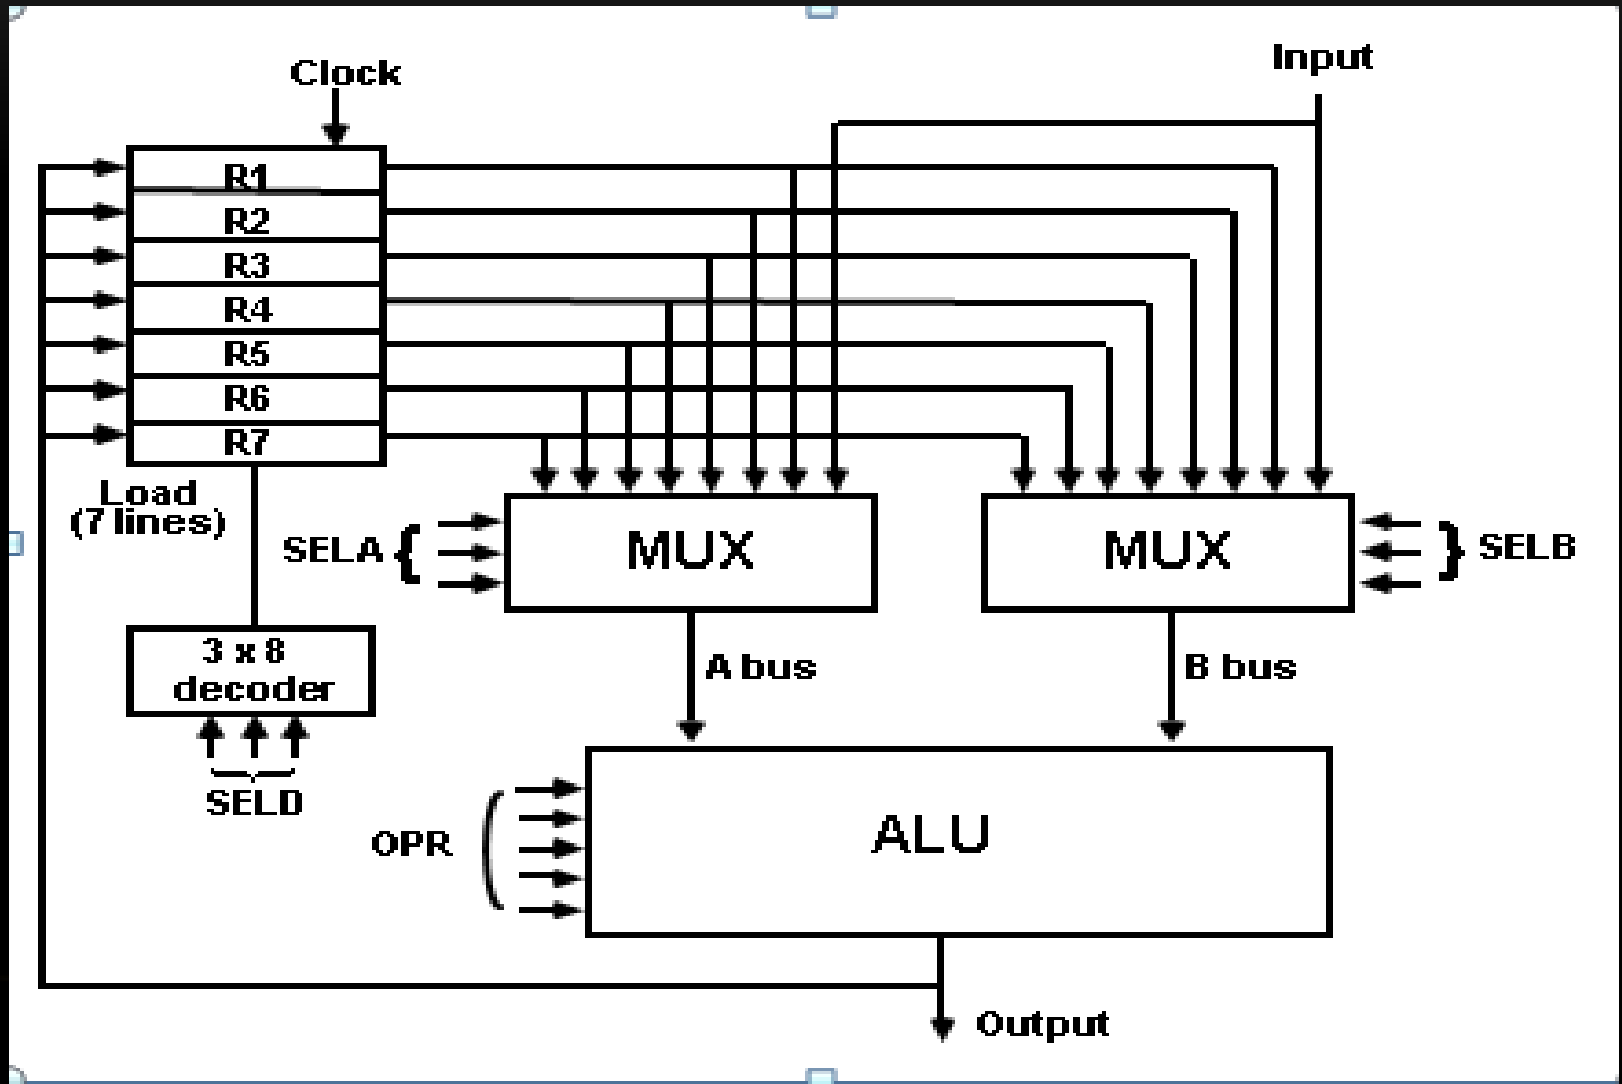 Clock
Input
R1
R2
R3
R4
R5
R6
R7
Load
(7 lines)
SELA {
MUX
MUX
} SELB
3 x 8
decoder
A bus
B bus
SELD
OPR
ALU
Output